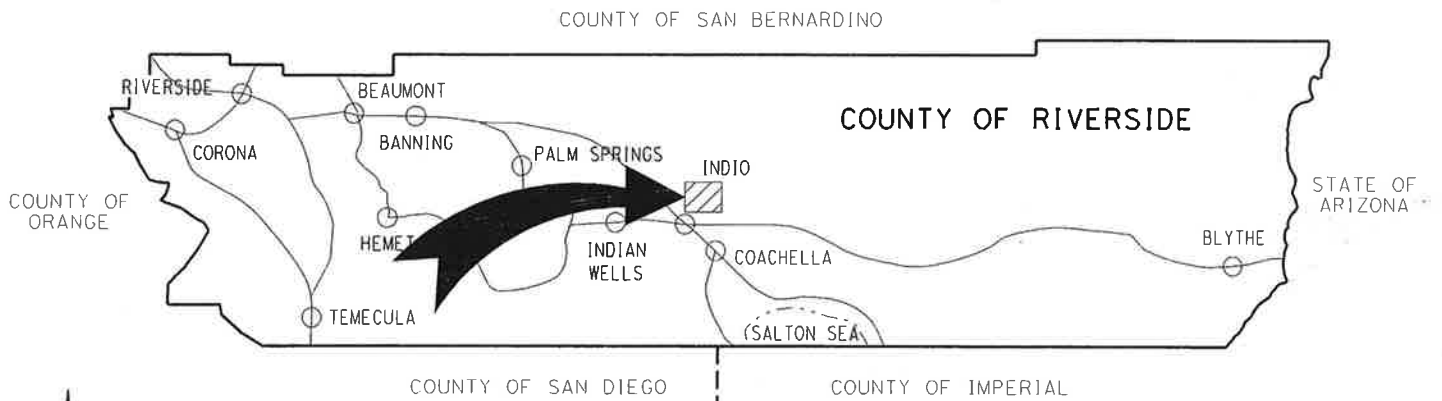 COUNTY OF SAN BERNARDINO
RIVERSIDE
BEAUMONT
COUNTY OF RIVERSIDE
CORONA
BANNING
PALM SPRINGS
INDIO
COUNTY OF
ORANGE
STATE OF
ARIZONA
HEMET
INDIAN
WELLS
COACHELLA
BLYTHE
TEMECULA
SALTON SEA
COUNTY OF SAN DIEGO
COUNTY OF IMPERIAL